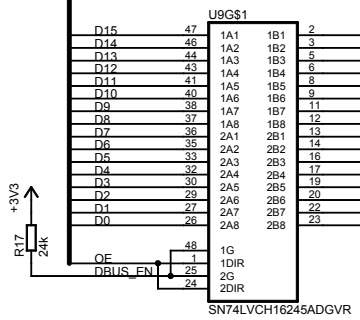 U9G$1
D15 47 1A1 1B1 2
D14 46 1A2 1B2 3
D13 44 1A3 1B3 5
D12 43 1A4 1B4 6
D11 41 1A5 1B5 8
D10 40 1A6 1B6 9
D9 38 1A7 1B7 11
D8 37 1A8 1B8 12
D7 36 2A1 2B1 13
D6 35 2A2 2B2 14
D5 33 2A3 2B3 16
D4 32 2A4 2B4 17
D3 30 2A5 2B5 19
D2 29 2A6 2B6 20
D1 27 2A7 2B7 22
D0 26 2A8 2B8 23
+3V3
R17
24k
48 1G
OE 1 1DIR
DBUS_EN 25 2G
24 2DIR
SN74LVCH16245ADGVR